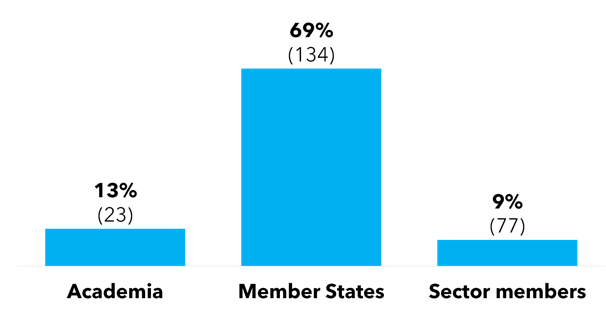 69%
(134)
13%
(23)
9%
(77)
Academia
Member States
Sector members